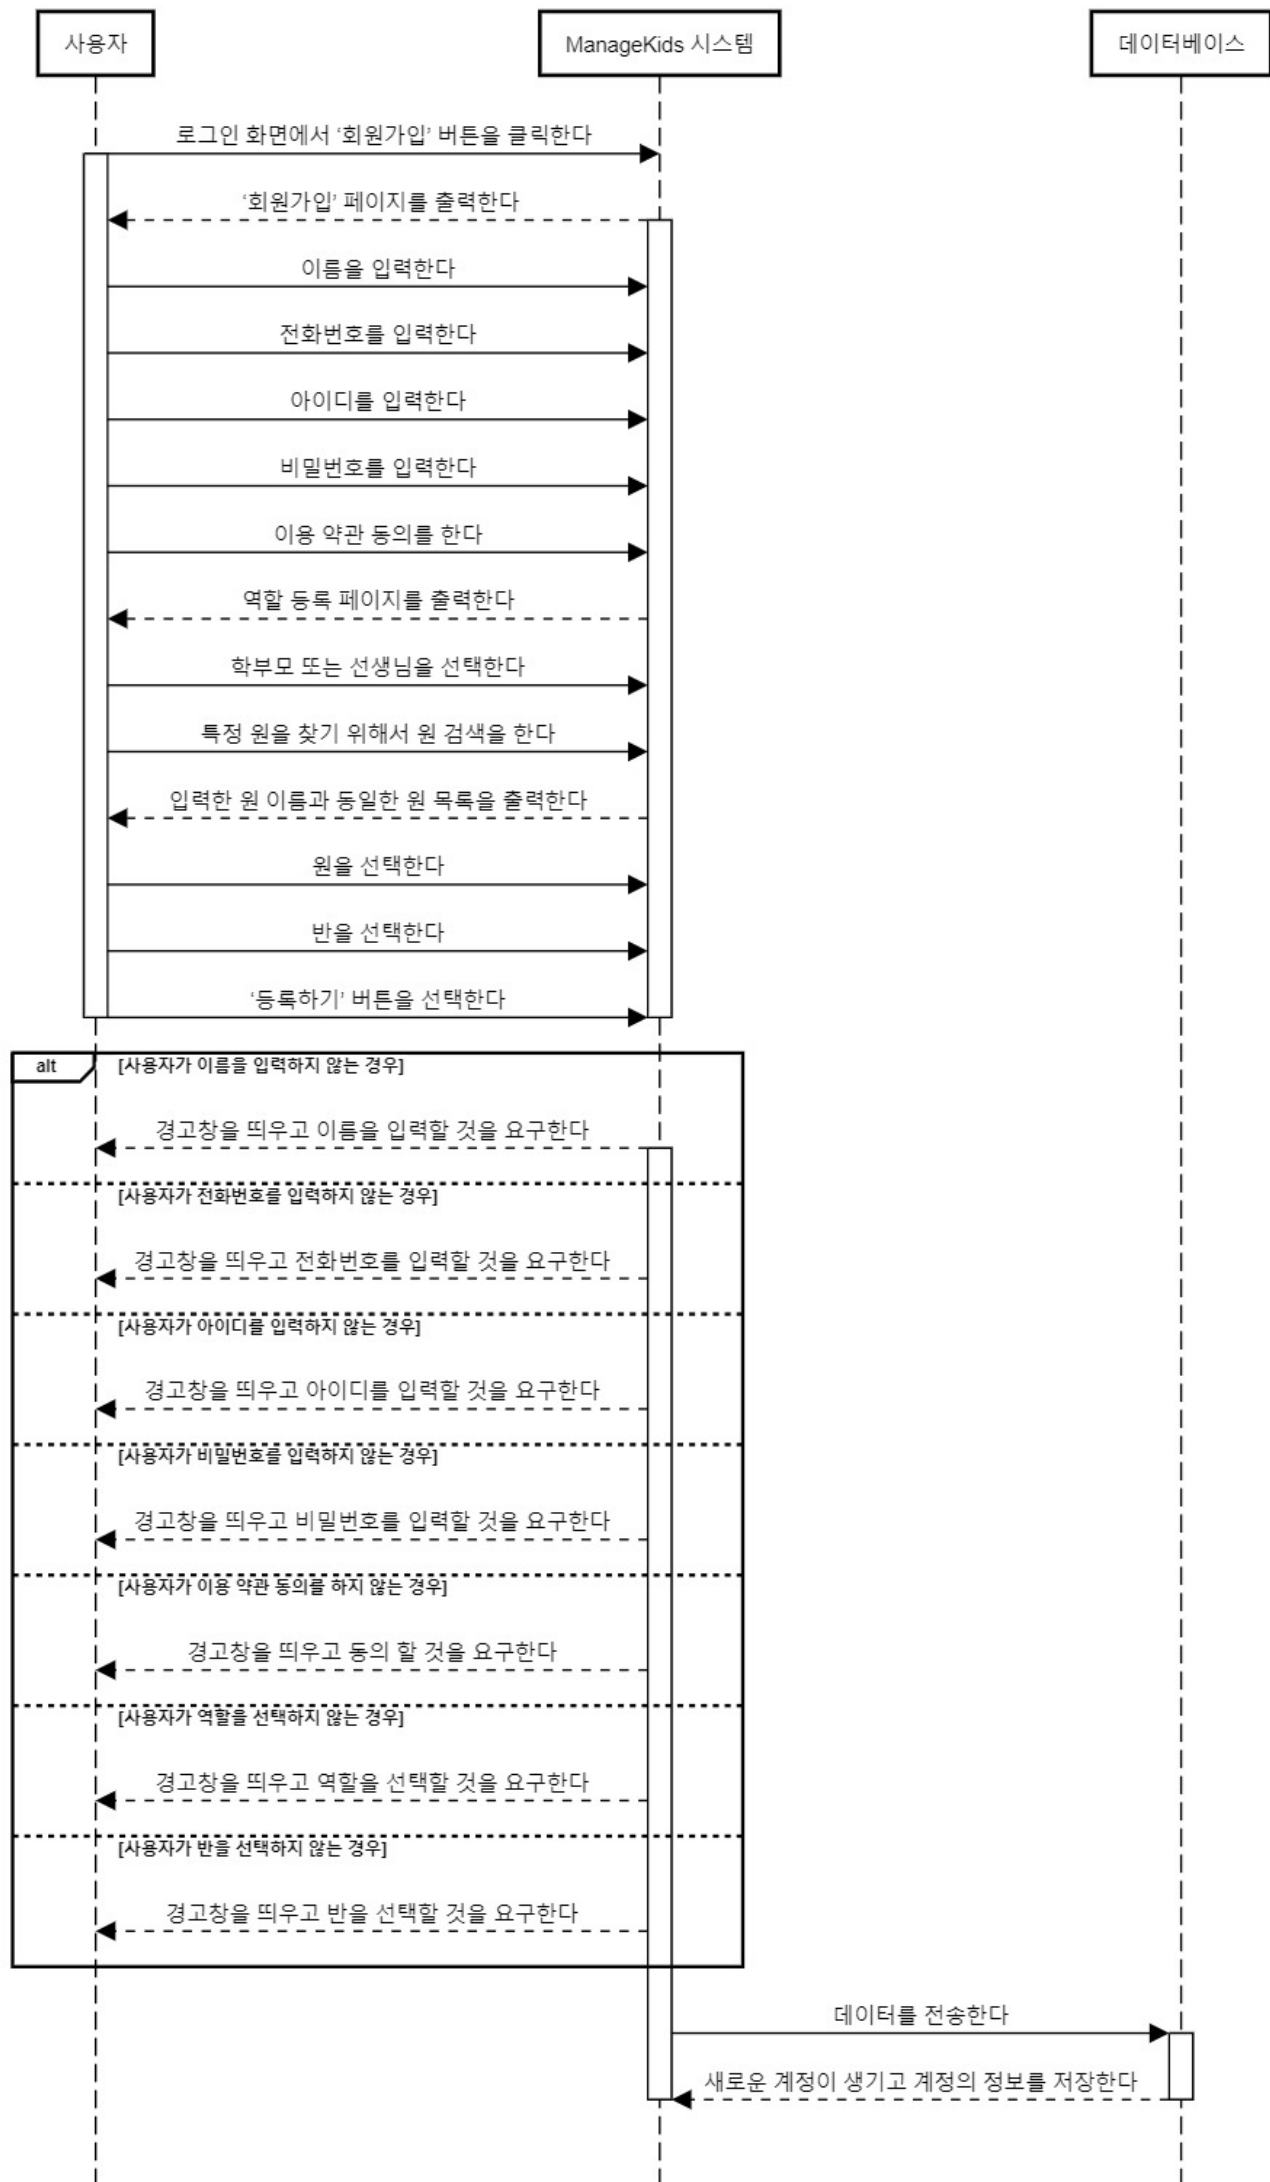 사용자
ManageKids 시스템
데이터베이스
로그인 화면에서 ‘회원가입’ 버튼을 클릭한다
‘회원가입’ 페이지를 출력한다
이름을 입력한다
전화번호를 입력한다
아이디를 입력한다
비밀번호를 입력한다
이용 약관 동의를 한다
역할 등록 페이지를 출력한다
학부모 또는 선생님을 선택한다
특정 원을 찾기 위해서 원 검색을 한다
입력한 원 이름과 동일한 원 목록을 출력한다
원을 선택한다
반을 선택한다
‘등록하기’ 버튼을 선택한다
alt
[사용자가 이름을 입력하지 않는 경우]
경고창을 띄우고 이름을 입력할 것을 요구한다
[사용자가 전화번호를 입력하지 않는 경우]
경고창을 띄우고 전화번호를 입력할 것을 요구한다
[사용자가 아이디를 입력하지 않는 경우]
경고창을 띄우고 아이디를 입력할 것을 요구한다
[사용자가 비밀번호를 입력하지 않는 경우]
경고창을 띄우고 비밀번호를 입력할 것을 요구한다
[사용자가 이용 약관 동의를 하지 않는 경우]
경고창을 띄우고 동의 할 것을 요구한다
[사용자가 역할을 선택하지 않는 경우]
경고창을 띄우고 역할을 선택할 것을 요구한다
[사용자가 반을 선택하지 않는 경우]
경고창을 띄우고 반을 선택할 것을 요구한다
데이터를 전송한다
새로운 계정이 생기고 계정의 정보를 저장한다